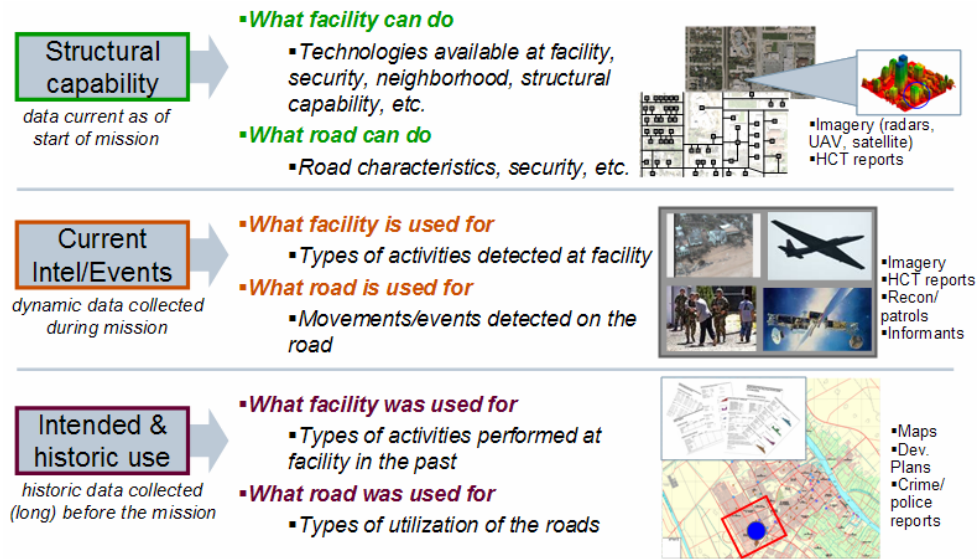 Structural
capability
data current as of
start of mission
▪What facility can do
▪Technologies available at facility,
security, neighborhood, structural
capability, etc.
▪What road can do
▪Road characteristics, security, etc.
▪Imagery (radars,
UAV, satellite)
▪HCT reports
Current
Intel/Events
dynamic data collected
during mission
▪What facility is used for
▪Types of activities detected at facility
▪What road is used for
▪Movements/events detected on the
road
▪Imagery
▪HCT reports
▪Recon/
patrols
▪Informants
Intended &
historic use
historic data collected
(long) before the mission
▪What facility was used for
▪Types of activities performed at
facility in the past
▪What road was used for
▪Types of utilization of the roads
▪Maps
▪Dev.
Plans
▪Crime/
police
reports